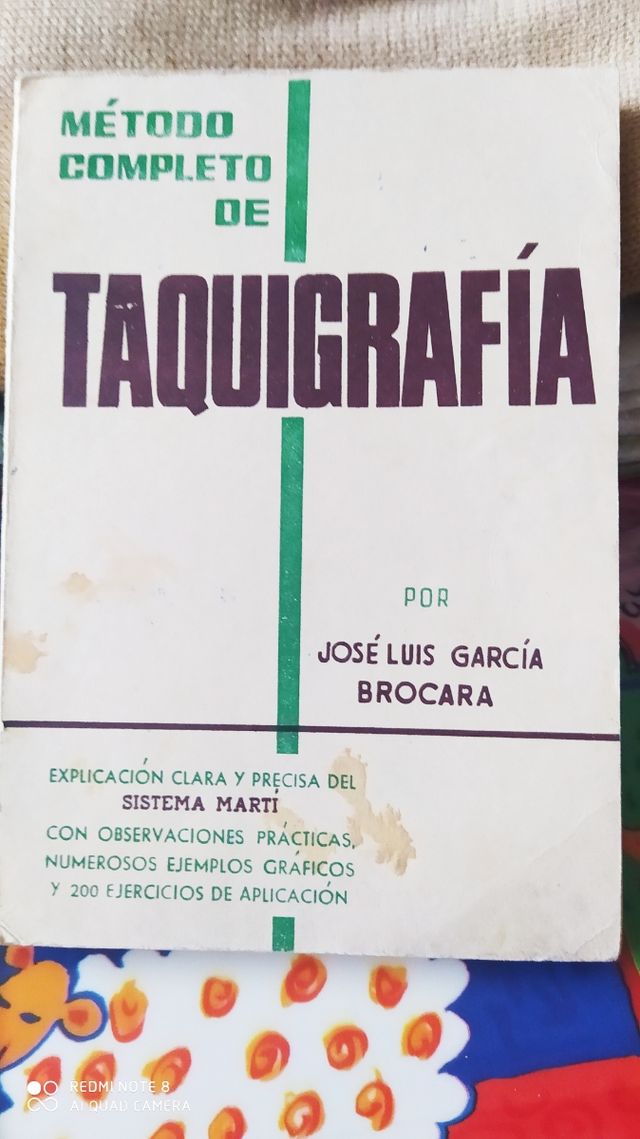 MÉTODO
COMPLETO
DE
TAQUIGRAFÍA
POR
JOSÉ LUIS GARCÍA
BROCARA
EXPLICACIÓN CLARA Y PRECISA DEL
SISTEMA MARTÍ
CON OBSERVACIONES PRÁCTICAS,
NUMEROSOS EJEMPLOS GRÁFICOS
Y 200 EJERCICIOS DE APLICACIÓN
REDMI NOTE 8
AI QUAD CAMERA